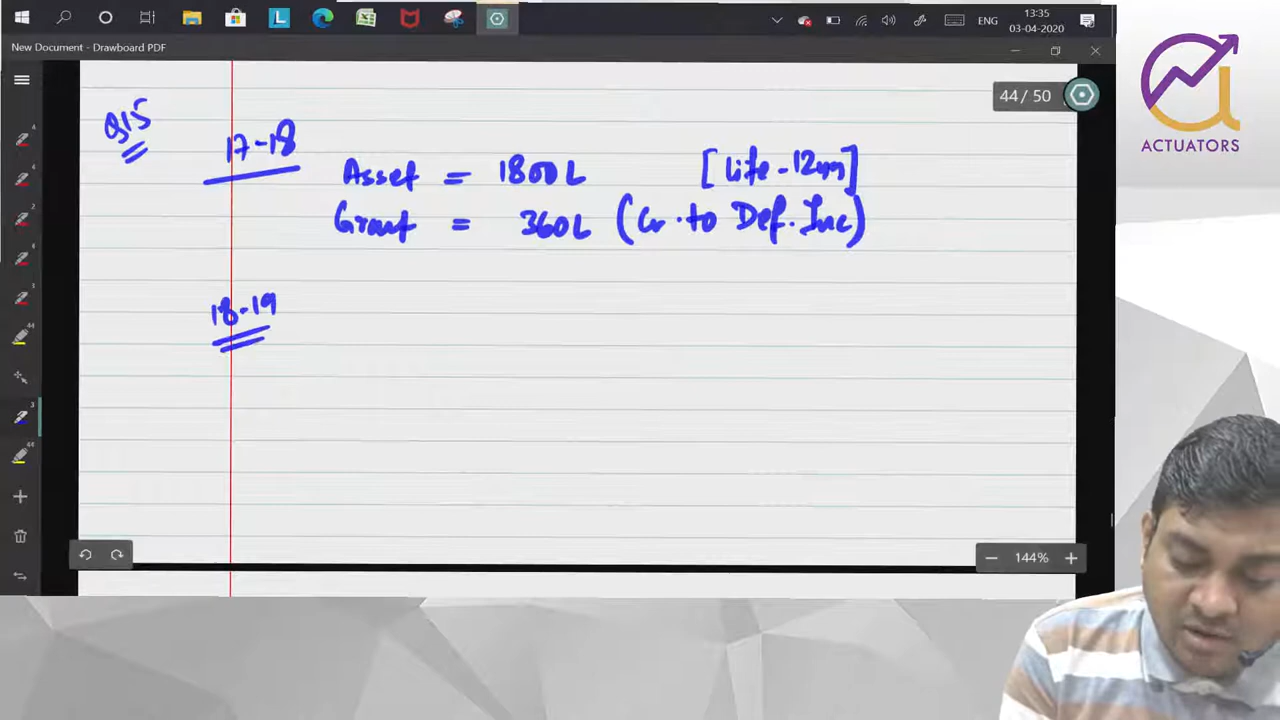 13:35
ENG
03-04-2020
New Document - Drawboard PDF
44 / 50
ACTUATORS
Q15
17-18
Asset = 1800L [Life - 12yrs]
Grant = 360L (Cr. to Def. Inc)
18-19
144%